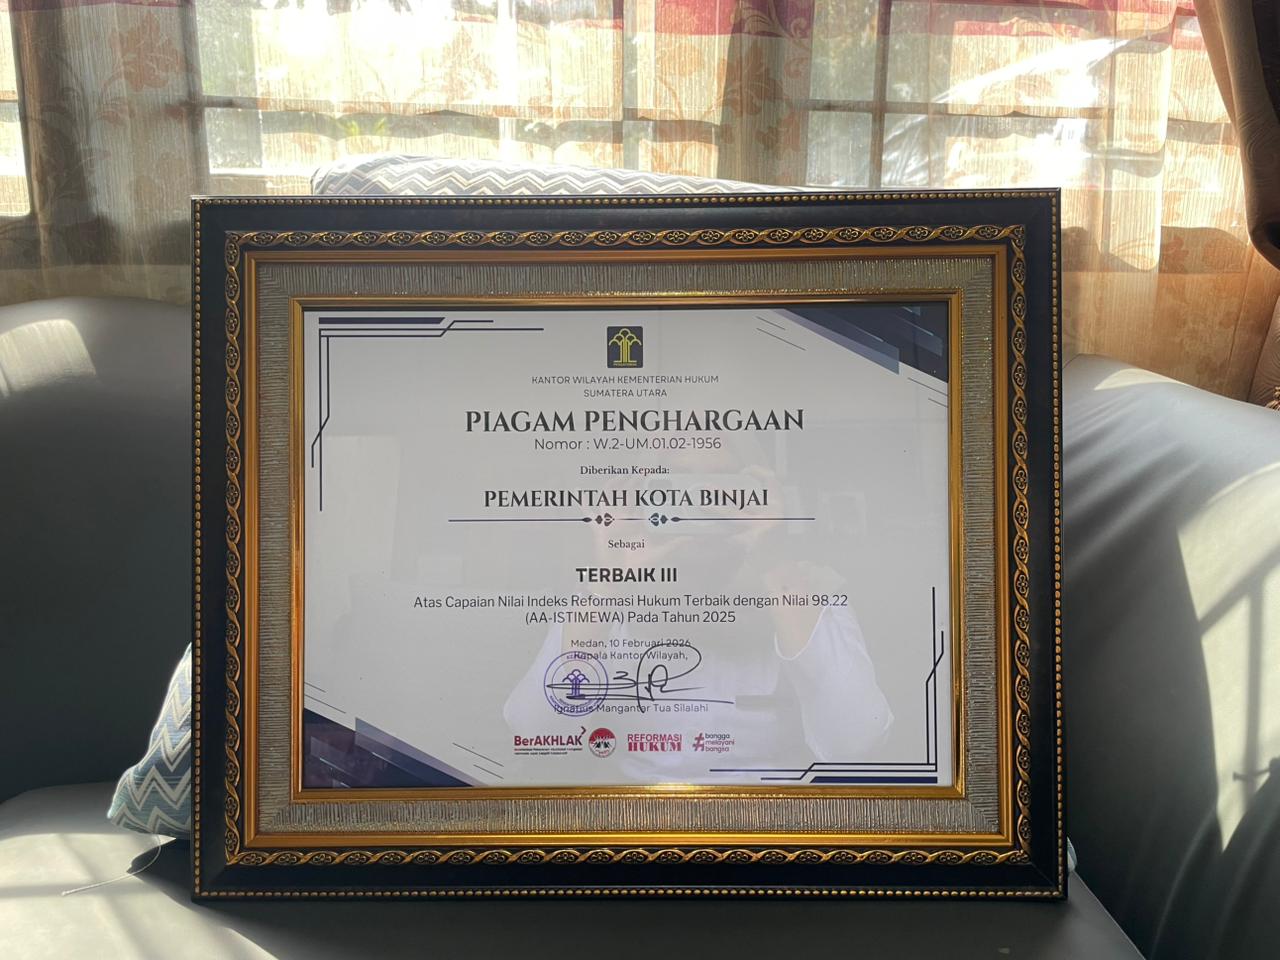 KANTOR WILAYAH KEMENTERIAN HUKUM
SUMATERA UTARA
PIAGAM PENGHARGAAN
Nomor : W.2-UM.01.02-1956
Diberikan Kepada:
PEMERINTAH KOTA BINJAI
Sebagai
TERBAIK III
Atas Capaian Nilai Indeks Reformasi Hukum Terbaik dengan Nilai 98.22
(AA-ISTIMEWA) Pada Tahun 2025
Medan, 10 Februari 2026
Kepala Kantor Wilayah,
Ignatius Mangantar Tua Silalahi
BerAKHLAK
REFORMASI
HUKUM
#bangga
melayani
bangsa